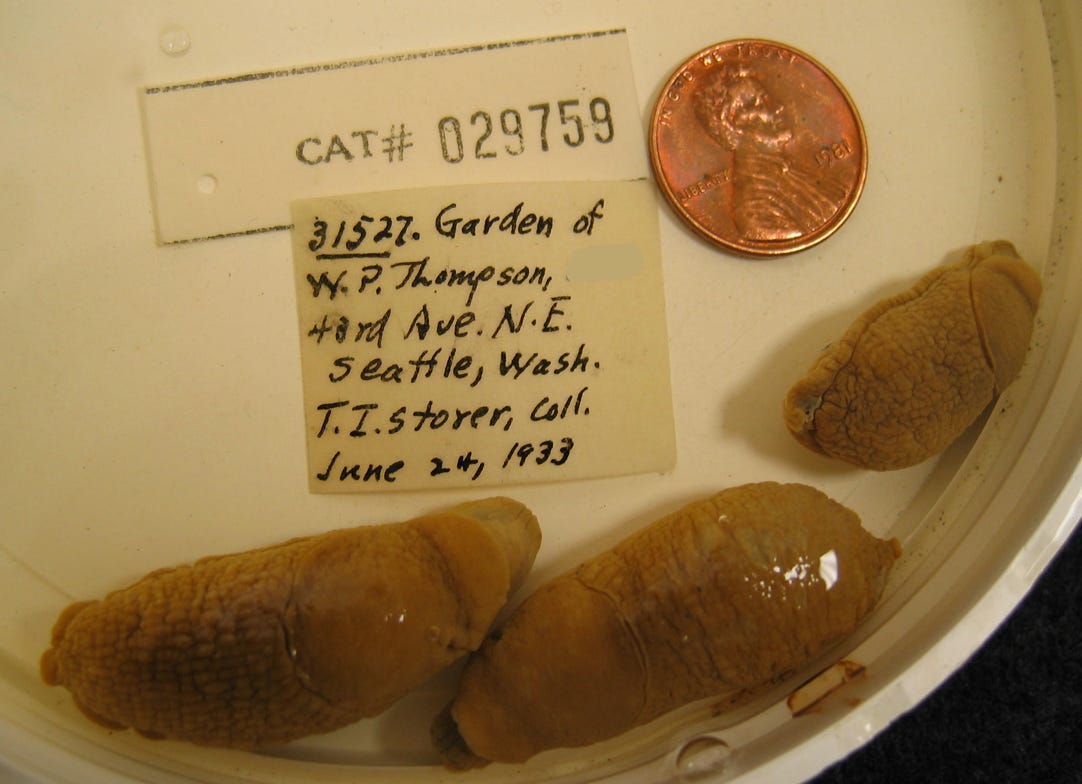 CAT# 029759
31527. Garden of
W. P. Thompson,
43rd Ave. N.E.
Seattle, Wash.
T. I. Storer, Coll.
June 24, 1933
IN GOD WE TRUST
LIBERTY
1981